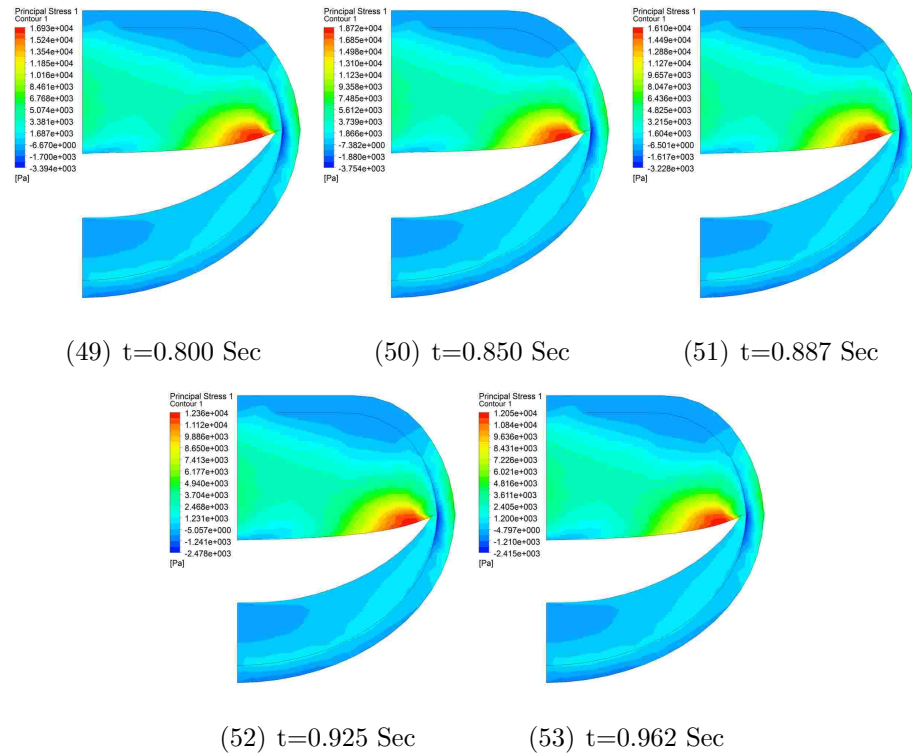 Principal Stress 1
Contour 1
1.693e+004
1.524e+004
1.354e+004
1.185e+004
1.016e+004
8.461e+003
6.768e+003
5.074e+003
3.381e+003
1.687e+003
-6.670e+000
-1.700e+003
-3.394e+003
[Pa]
(49) t=0.800 Sec
Principal Stress 1
Contour 1
1.872e+004
1.685e+004
1.498e+004
1.310e+004
1.123e+004
9.358e+003
7.485e+003
5.612e+003
3.739e+003
1.866e+003
-7.382e+000
-1.880e+003
-3.754e+003
[Pa]
(50) t=0.850 Sec
Principal Stress 1
Contour 1
1.610e+004
1.449e+004
1.288e+004
1.127e+004
9.657e+003
8.047e+003
6.436e+003
4.825e+003
3.215e+003
1.604e+003
-6.501e+000
-1.617e+003
-3.228e+003
[Pa]
(51) t=0.887 Sec
Principal Stress 1
Contour 1
1.236e+004
1.112e+004
9.886e+003
8.650e+003
7.413e+003
6.177e+003
4.940e+003
3.704e+003
2.468e+003
1.231e+003
-5.057e+000
-1.241e+003
-2.478e+003
[Pa]
(52) t=0.925 Sec
Principal Stress 1
Contour 1
1.205e+004
1.084e+004
9.636e+003
8.431e+003
7.226e+003
6.021e+003
4.816e+003
3.611e+003
2.405e+003
1.200e+003
-4.797e+000
-1.210e+003
-2.415e+003
[Pa]
(53) t=0.962 Sec